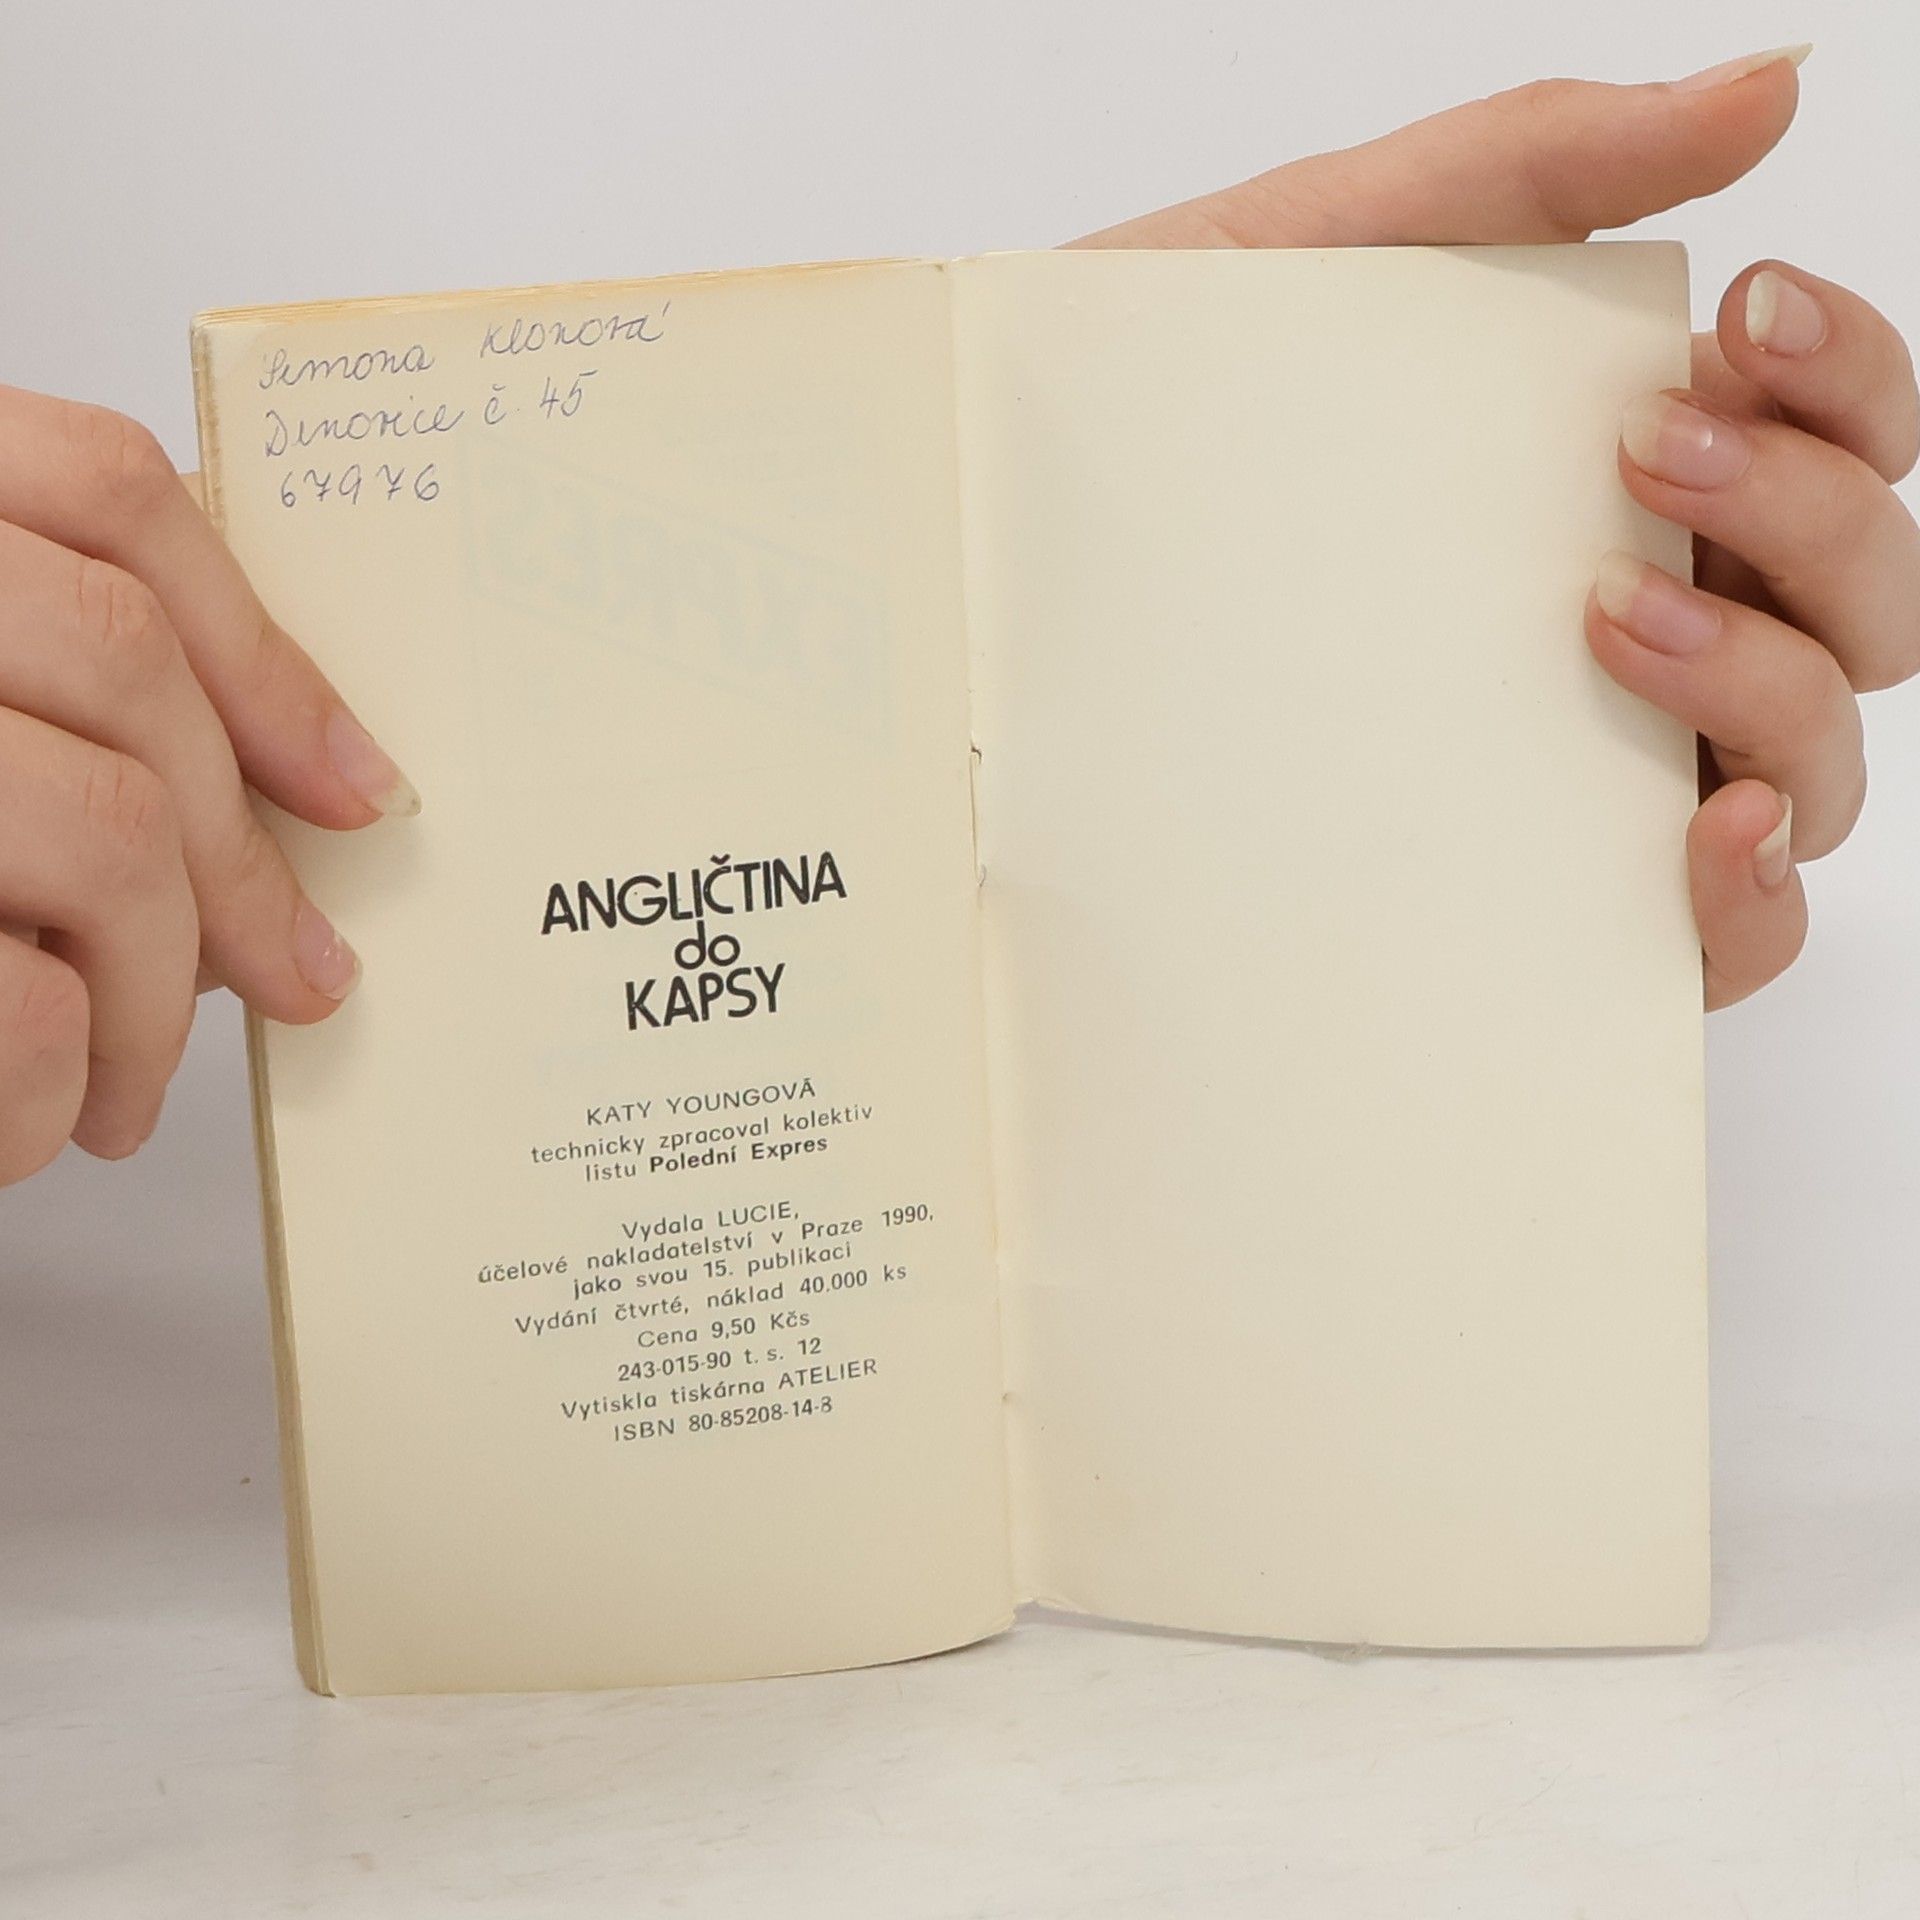 Simona Klonová
Drnovice č. 45
67976
ANGLIČTINA
do
KAPSY
KATY YOUNGOVÁ
technicky zpracoval kolektiv
listu Polední Expres
Vydala LUCIE,
účelové nakladatelství v Praze 1990,
jako svou 15. publikaci
Vydání čtvrté, náklad 40.000 ks
Cena 9,50 Kčs
243-015-90 t. s. 12
Vytiskla tiskárna ATELIER
ISBN 80-85208-14-8